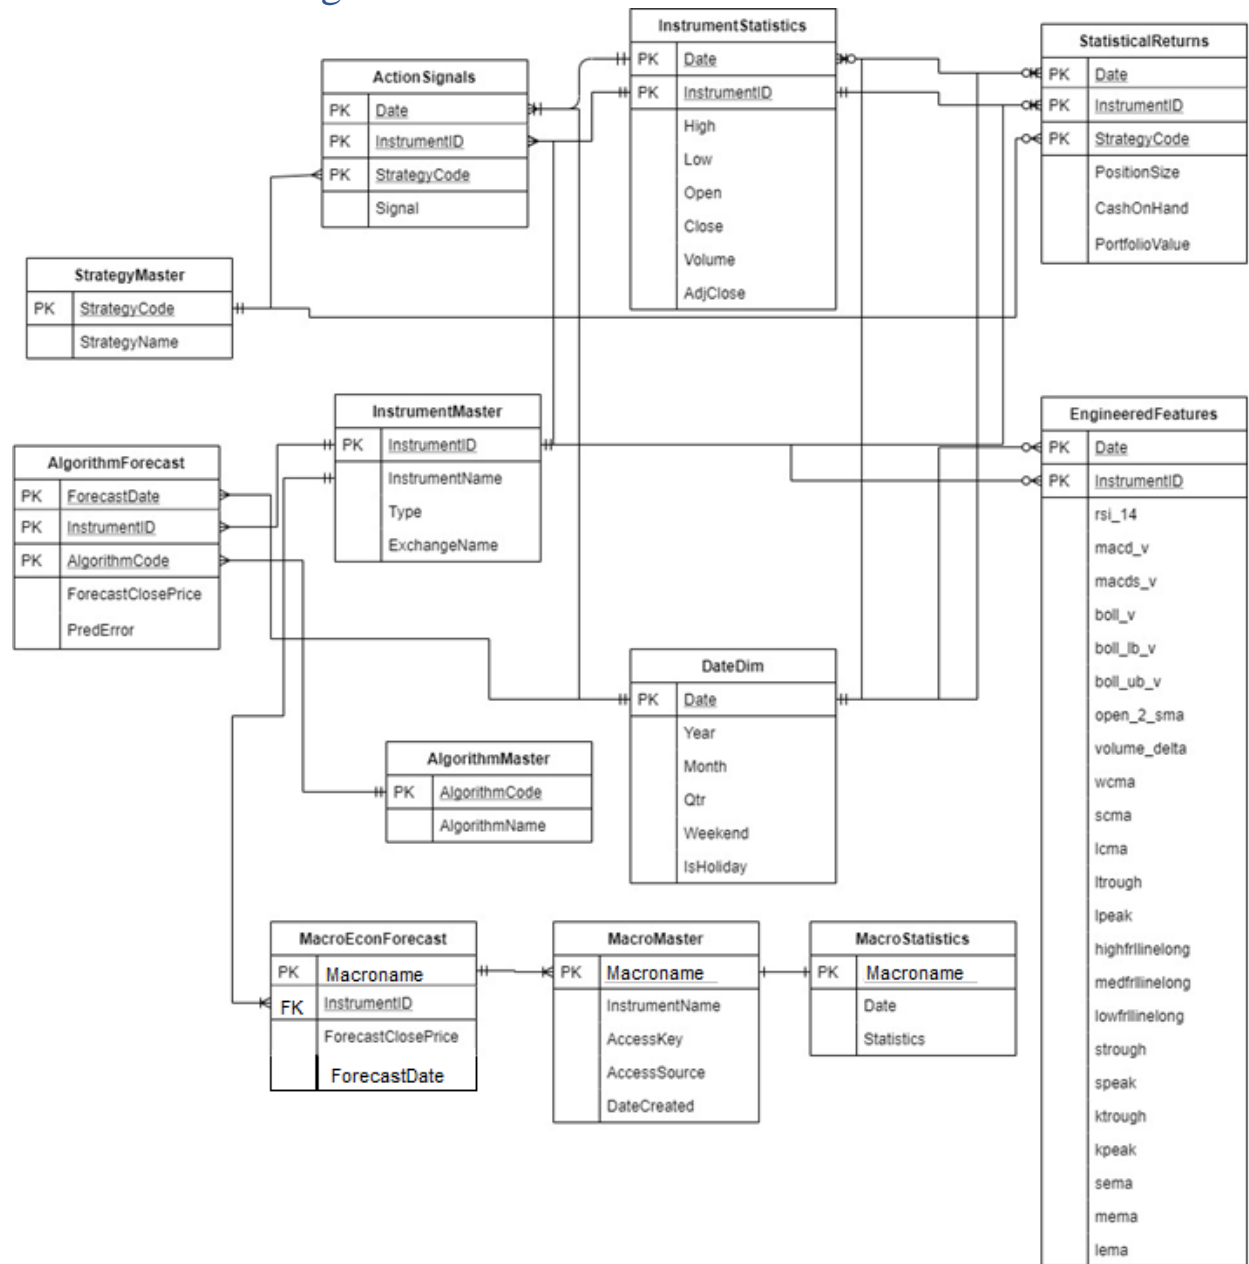 InstrumentStatistics
PK Date
PK InstrumentID
High
Low
Open
Close
Volume
AdjClose
StatisticalReturns
PK Date
PK InstrumentID
PK StrategyCode
PositionSize
CashOnHand
PortfolioValue
ActionSignals
PK Date
PK InstrumentID
PK StrategyCode
Signal
StrategyMaster
PK StrategyCode
StrategyName
InstrumentMaster
PK InstrumentID
InstrumentName
Type
ExchangeName
AlgorithmForecast
PK ForecastDate
PK InstrumentID
PK AlgorithmCode
ForecastClosePrice
PredError
EngineeredFeatures
PK Date
PK InstrumentID
rsi_14
macd_v
macds_v
boll_v
boll_lb_v
boll_ub_v
open_2_sma
volume_delta
wcma
scma
lcma
ltrough
lpeak
highfrllinelong
medfrllinelong
lowfrllinelong
strough
speak
ktrough
kpeak
sema
mema
lema
DateDim
PK Date
Year
Month
Qtr
Weekend
IsHoliday
AlgorithmMaster
PK AlgorithmCode
AlgorithmName
MacroEconForecast
PK Macroname
FK InstrumentID
ForecastClosePrice
ForecastDate
MacroMaster
PK Macroname
InstrumentName
AccessKey
AccessSource
DateCreated
MacroStatistics
PK Macroname
Date
Statistics